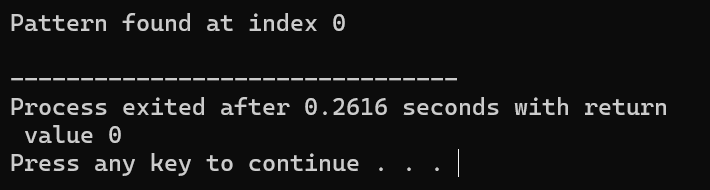 Pattern found at index 0
--------------------------------
Process exited after 0.2616 seconds with return
value 0
Press any key to continue . . .